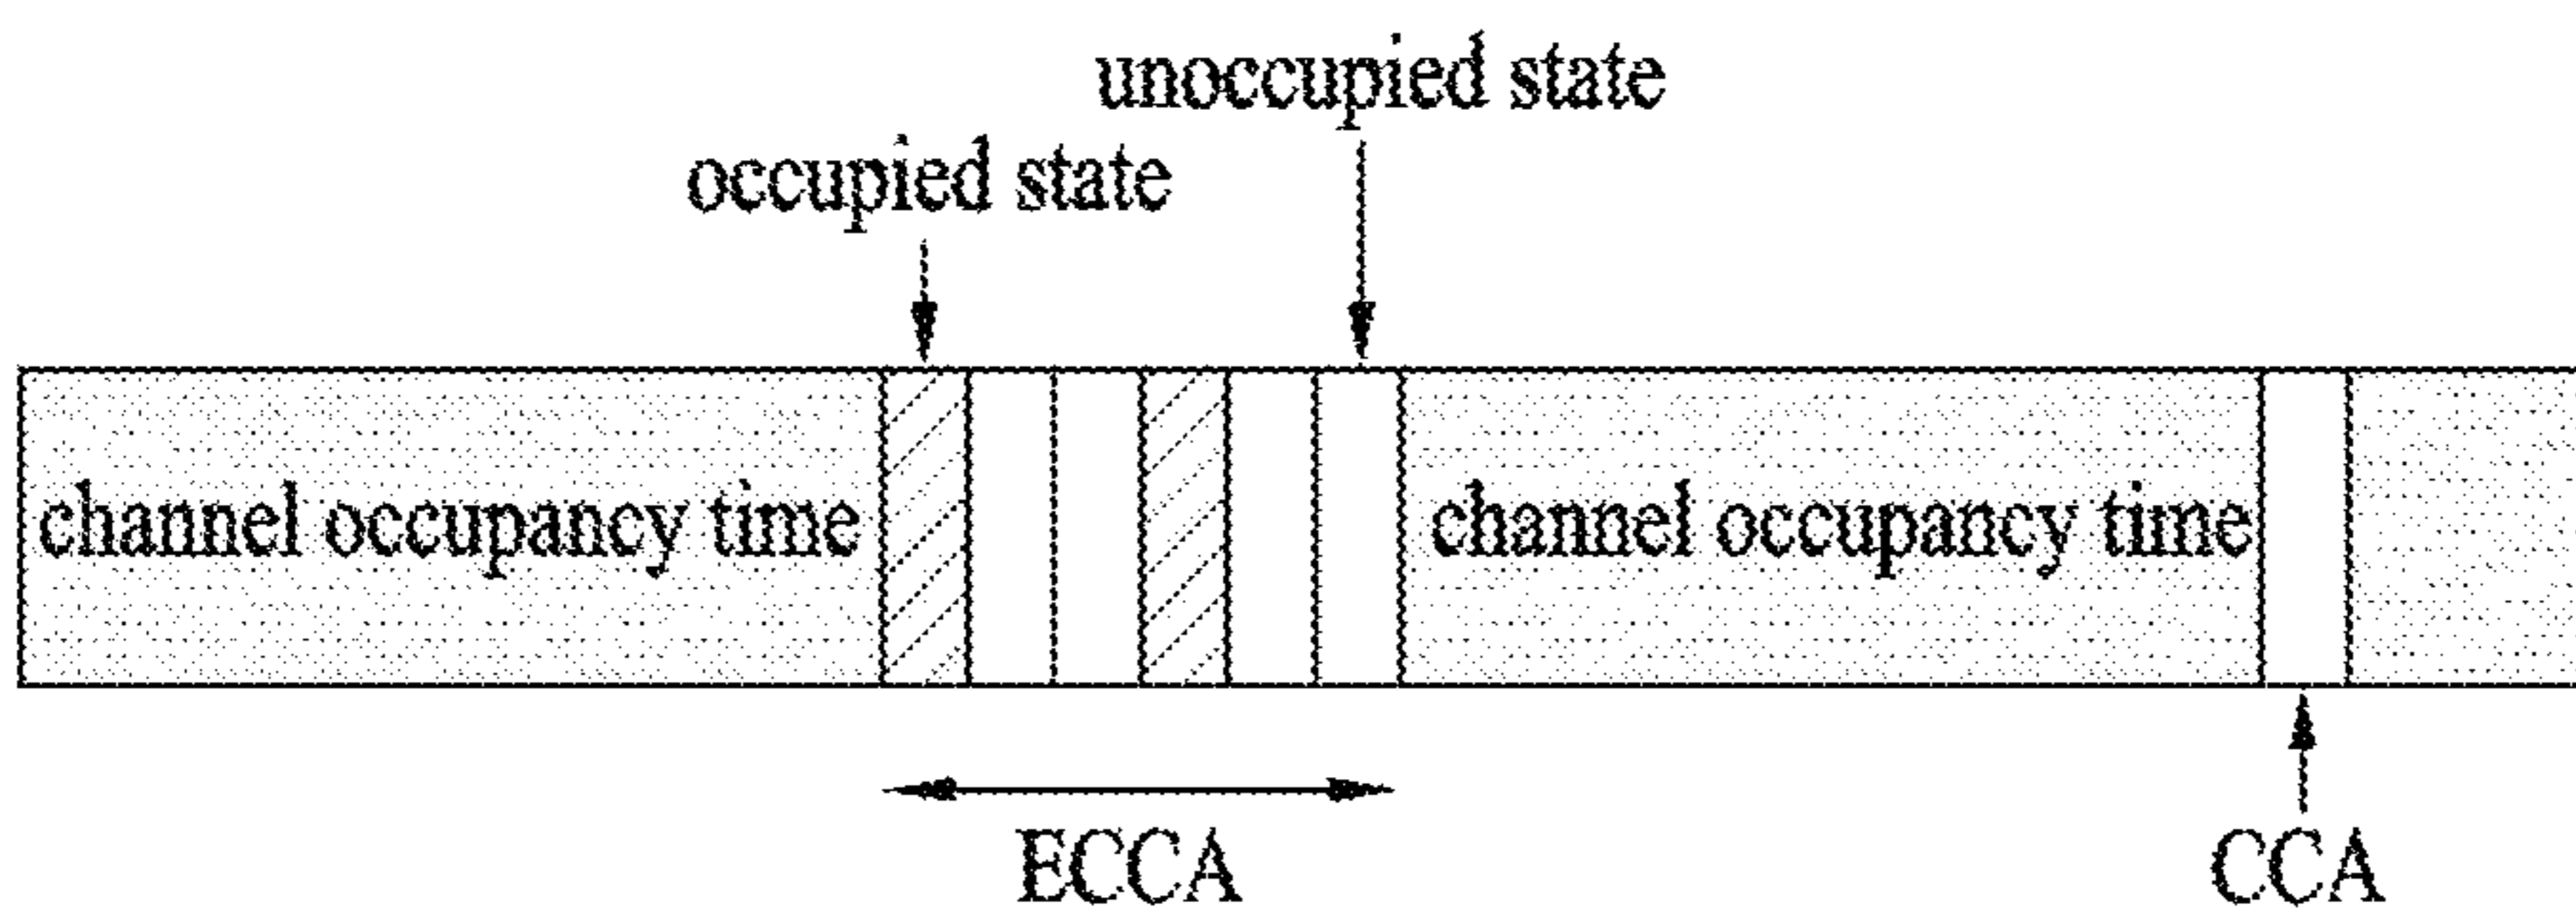 unoccupied state
occupied state
channel occupancy time
channel occupancy time
ECCA
CCA